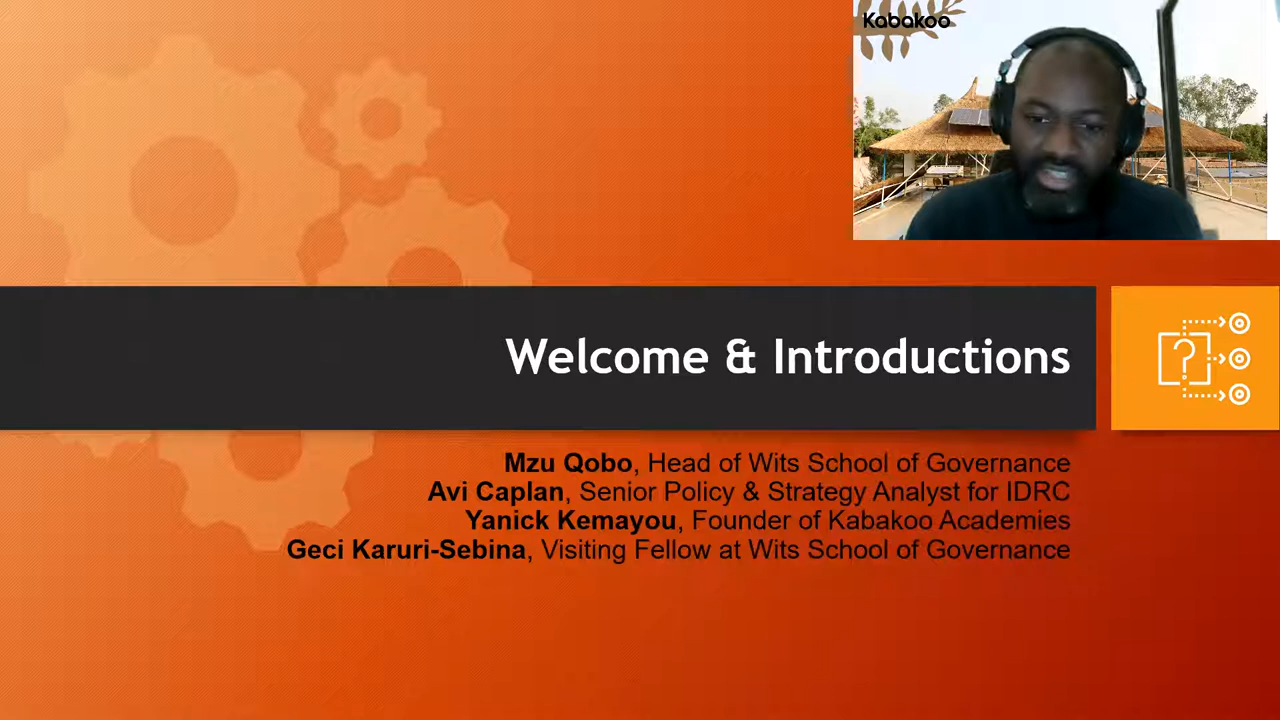 Kabakoo
Welcome & Introductions
?
Mzu Qobo, Head of Wits School of Governance
Avi Caplan, Senior Policy & Strategy Analyst for IDRC
Yanick Kemayou, Founder of Kabakoo Academies
Geci Karuri-Sebina, Visiting Fellow at Wits School of Governance